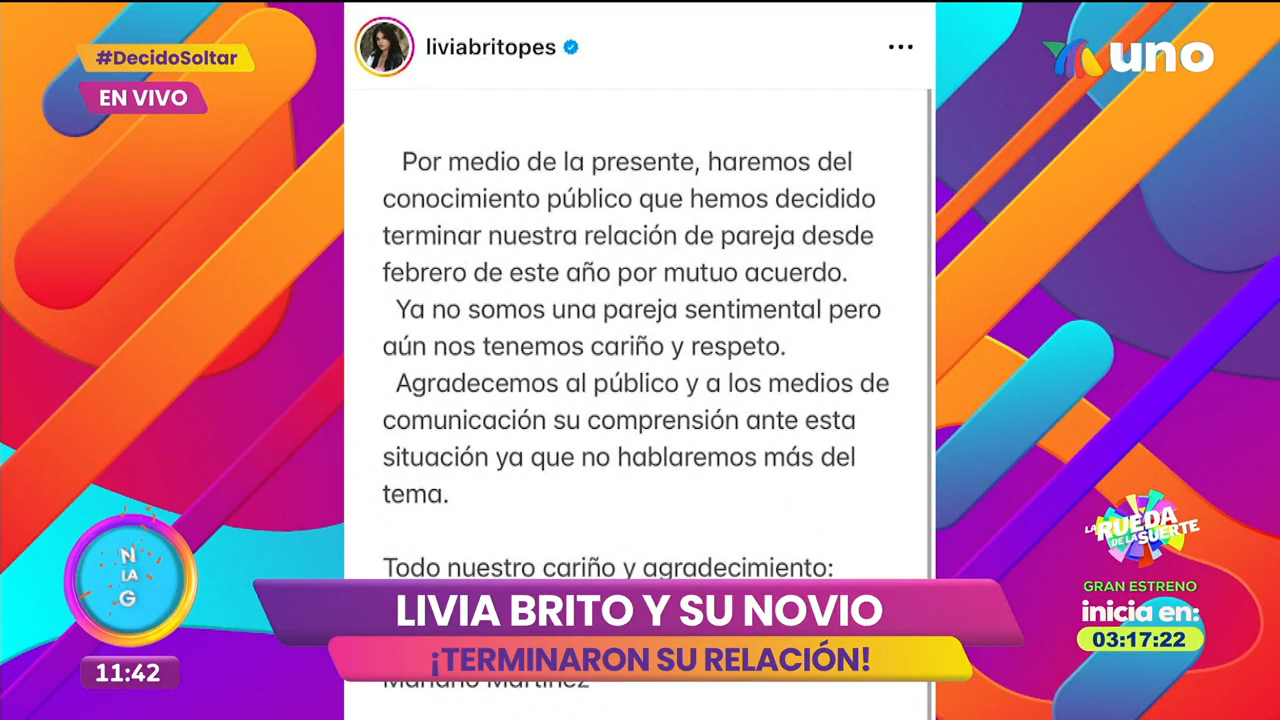 #DecidoSoltar
EN VIVO
liviabritopes
uno
Por medio de la presente, haremos del
conocimiento público que hemos decidido
terminar nuestra relación de pareja desde
febrero de este año por mutuo acuerdo.
Ya no somos una pareja sentimental pero
aún nos tenemos cariño y respeto.
Agradecemos al público y a los medios de
comunicación su comprensión ante esta
situación ya que no hablaremos más del
tema.
Todo nuestro cariño y agradecimiento:
LIVIA BRITO Y SU NOVIO
¡TERMINARON SU RELACIÓN!
Mariano Martínez
N
LA
G
11:42
LA RUEDA
DE LA SUERTE
GRAN ESTRENO
inicia en:
03:17:22